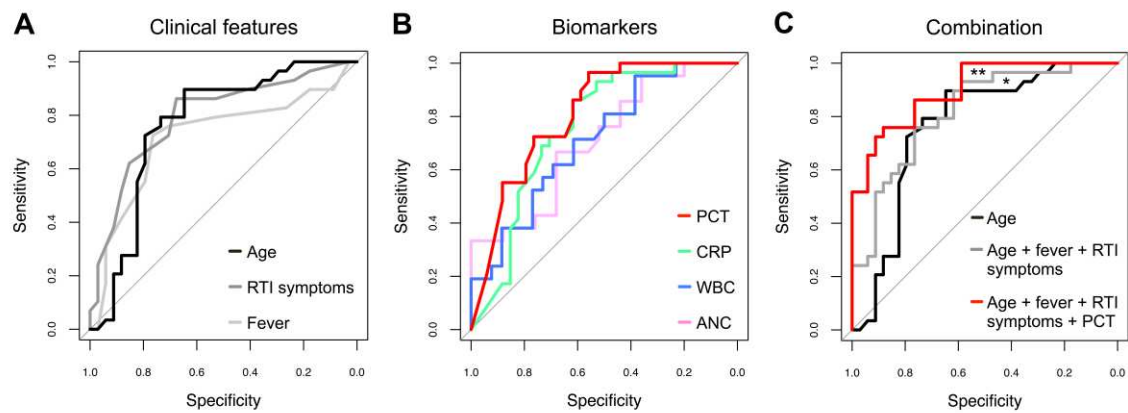 A
Clinical features
Sensitivity
1.0
0.8
0.6
0.4
0.2
0.0
Age
RTI symptoms
Fever
1.0 0.8 0.6 0.4 0.2 0.0
Specificity
B
Biomarkers
Sensitivity
1.0
0.8
0.6
0.4
0.2
0.0
PCT
CRP
WBC
ANC
1.0 0.8 0.6 0.4 0.2 0.0
Specificity
C
Combination
Sensitivity
1.0
0.8
0.6
0.4
0.2
0.0
**
*
Age
Age + fever + RTI
symptoms
Age + fever + RTI
symptoms + PCT
1.0 0.8 0.6 0.4 0.2 0.0
Specificity